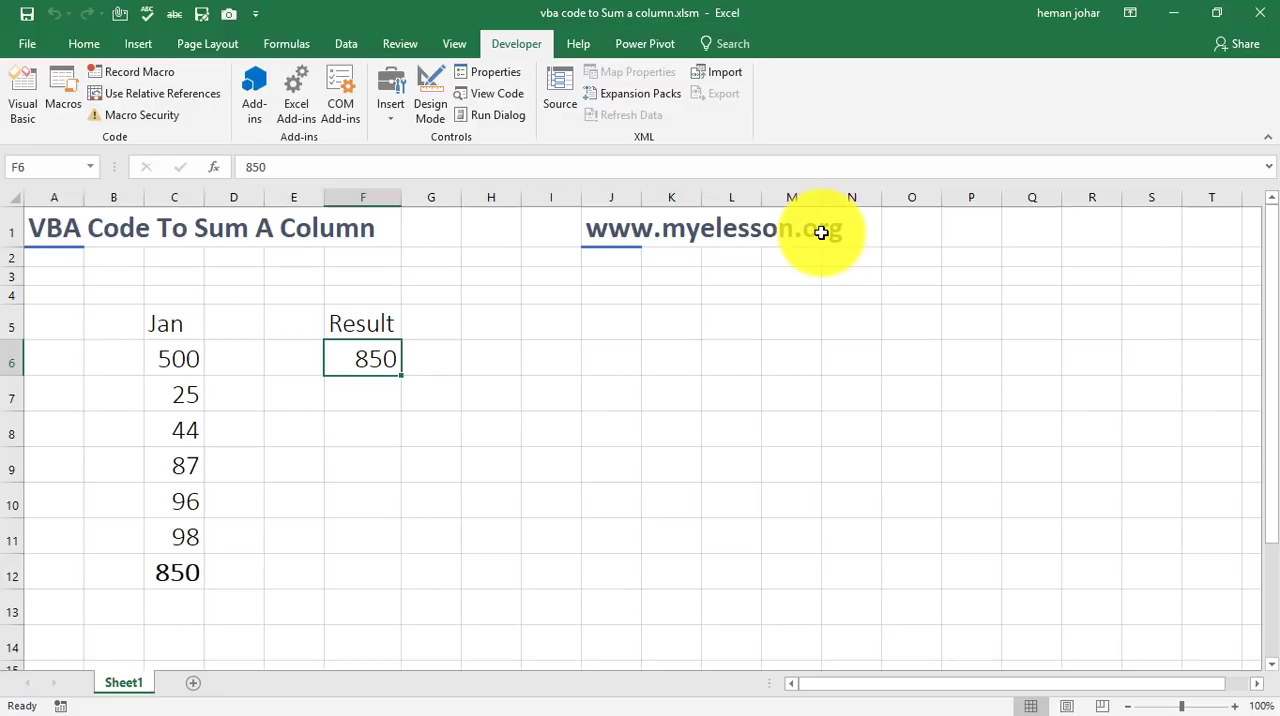 vba code to Sum a column.xlsm - Excel
heman johar
File Home Insert Page Layout Formulas Data Review View Developer Help Power Pivot Search Share
Visual Basic
Macros
Record Macro
Use Relative References
Macro Security
Code
Add-ins
Excel Add-ins
COM Add-ins
Add-ins
Insert
Design Mode
Properties
View Code
Run Dialog
Controls
Source
Map Properties
Expansion Packs
Refresh Data
Import
Export
XML
F6 fx 850
A B C D E F G H I J K L M N O P Q R S T
1 VBA Code To Sum A Column www.myelesson.org
2
3
4
5 Jan Result
6 500 850
7 25
8 44
9 87
10 96
11 98
12 850
13
14
15
Sheet1
Ready 100%